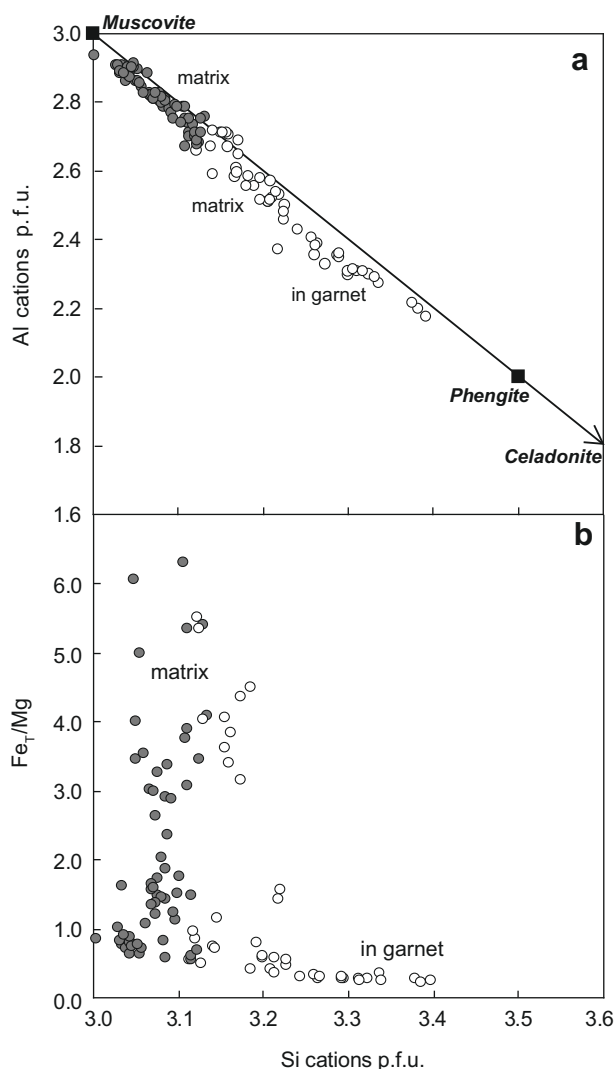 3.0
Muscovite
a
matrix
2.8
2.6
matrix
Al cations p.f.u.
2.4
in garnet
2.2
2.0
Phengite
1.8
Celadonite
1.6
b
6.0
5.0
matrix
4.0
FeT/Mg
3.0
2.0
1.0
in garnet
0.0
3.0 3.1 3.2 3.3 3.4 3.5 3.6
Si cations p.f.u.